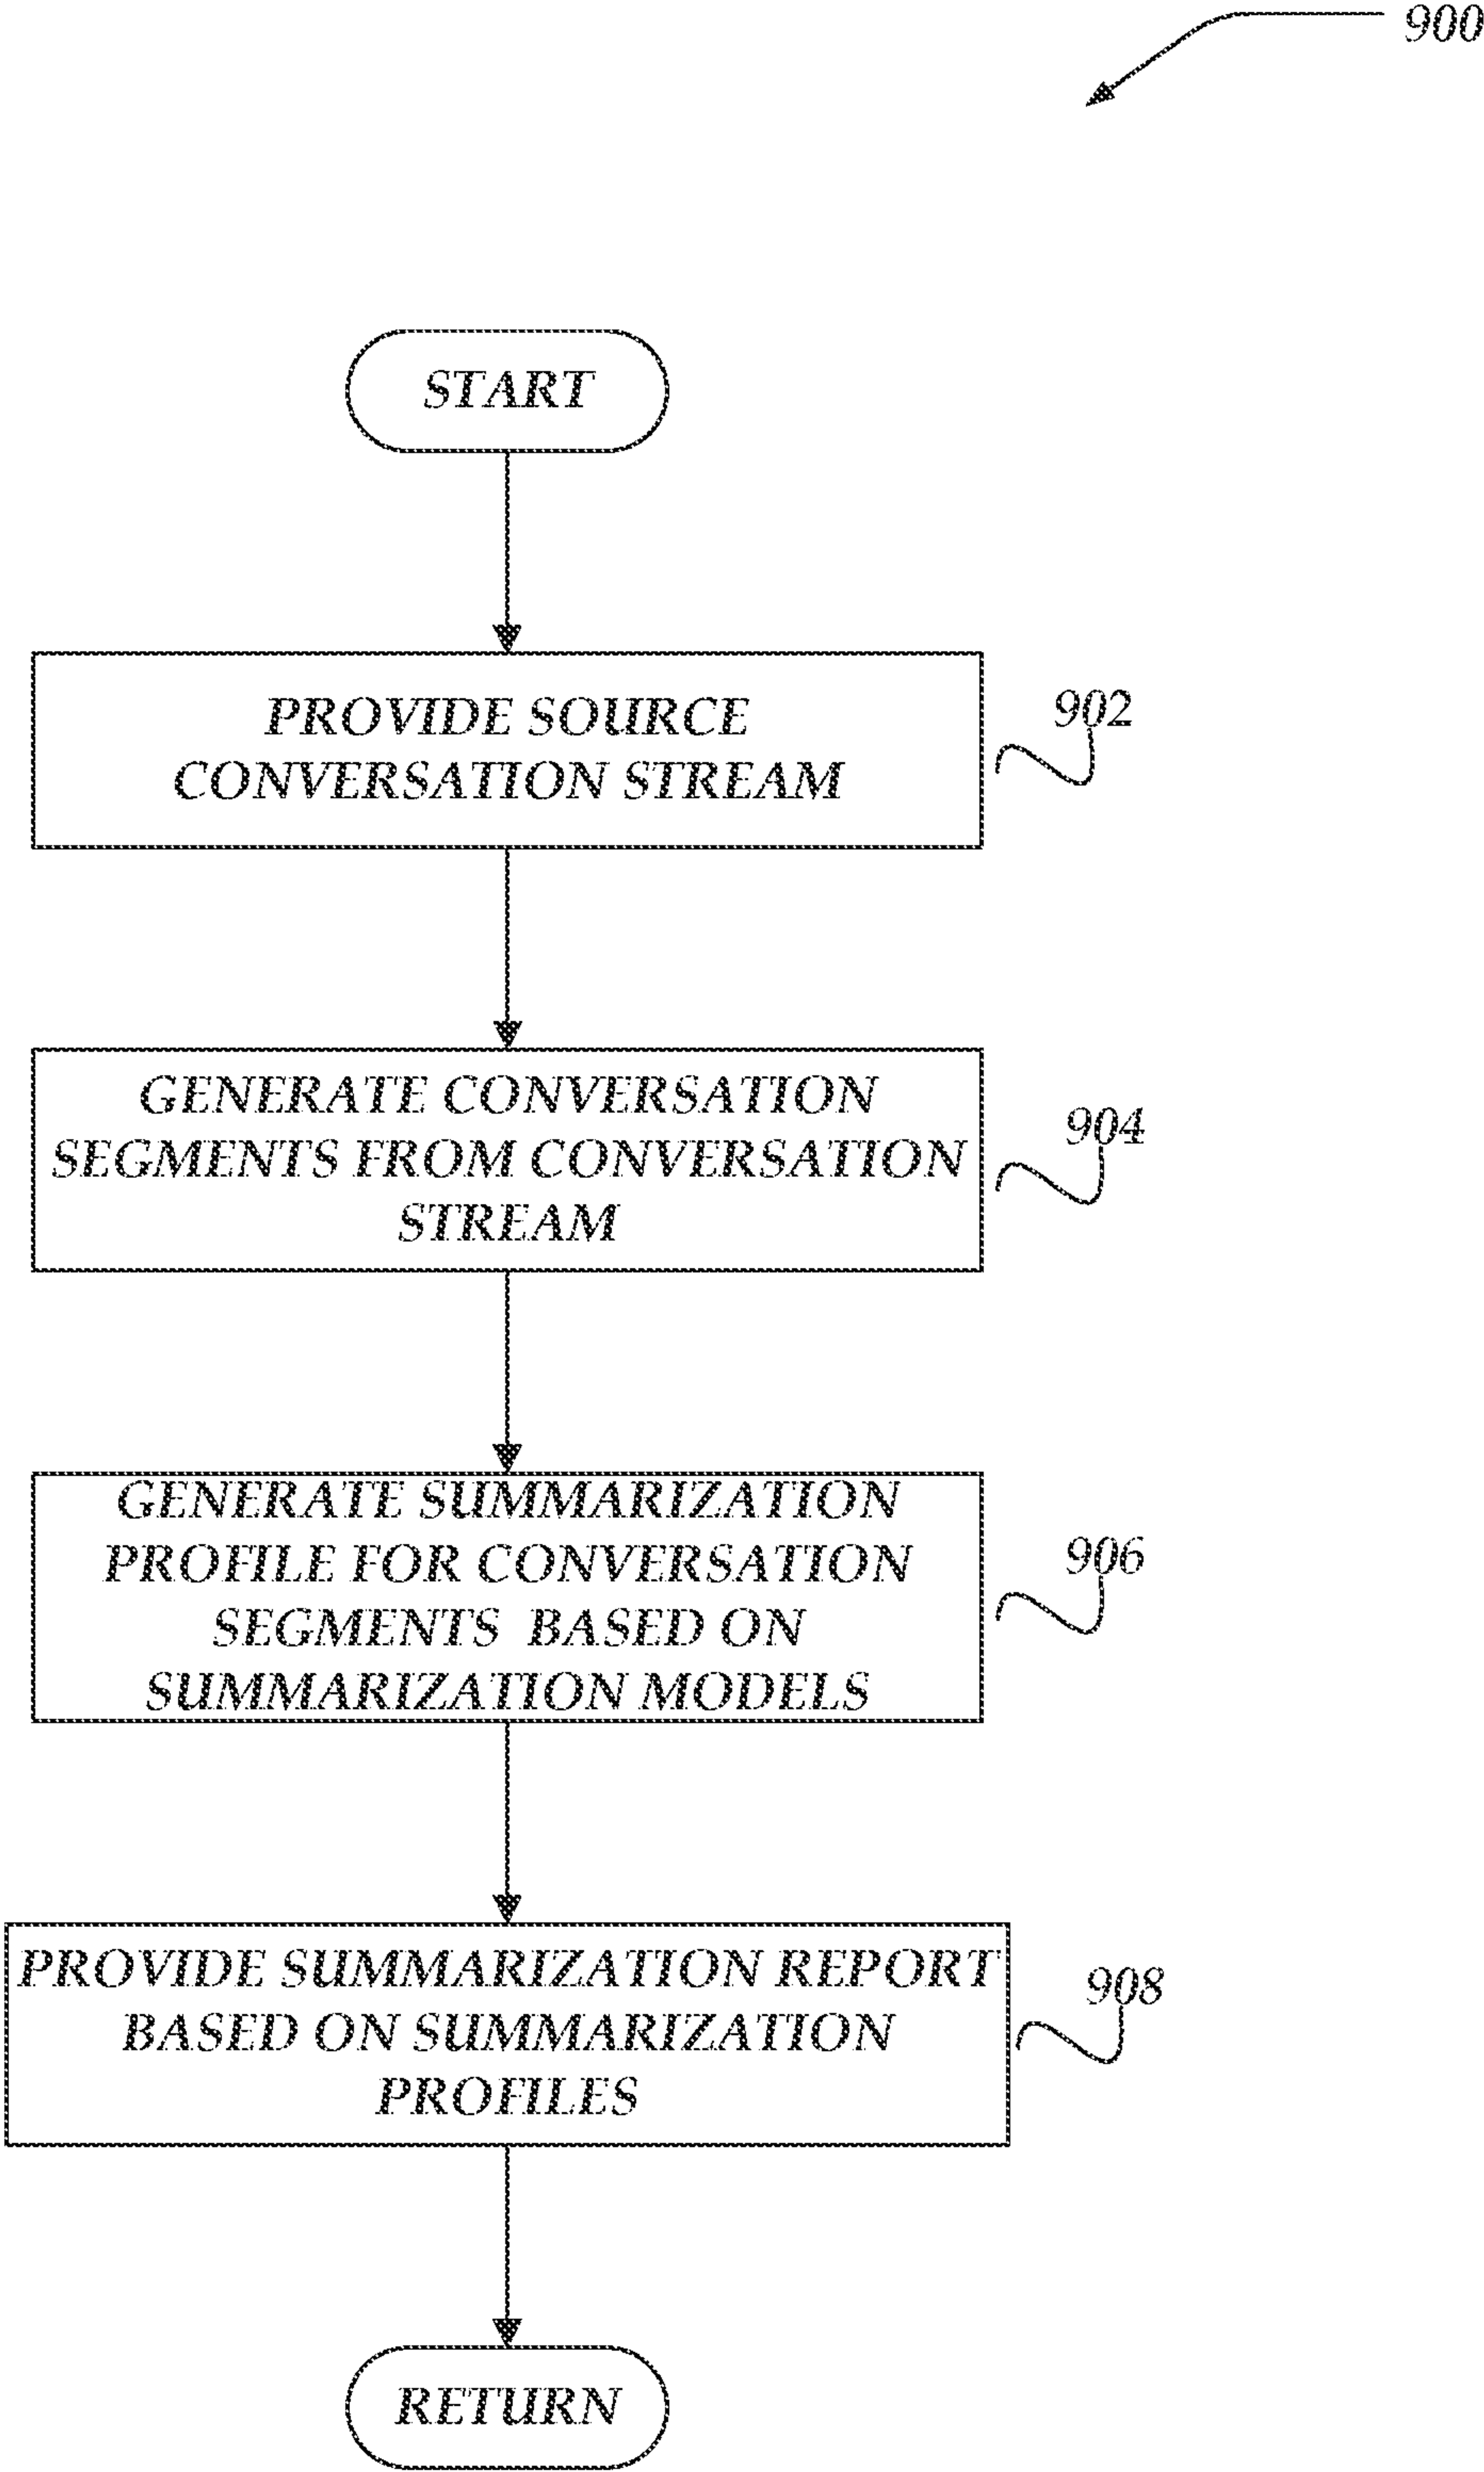 900
START
PROVIDE SOURCE
CONVERSATION STREAM
902
GENERATE CONVERSATION
SEGMENTS FROM CONVERSATION
STREAM
904
GENERATE SUMMARIZATION
PROFILE FOR CONVERSATION
SEGMENTS BASED ON
SUMMARIZATION MODELS
906
PROVIDE SUMMARIZATION REPORT
BASED ON SUMMARIZATION
PROFILES
908
RETURN